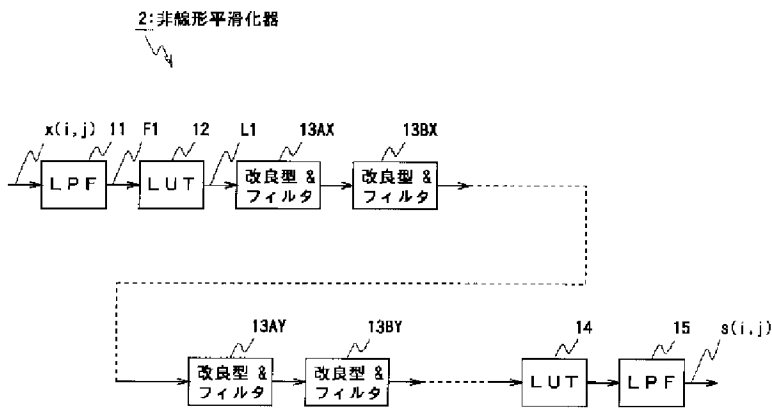 2:非線形平滑化器
x(i,j) 11 F1 12 L1 13AX 13BX
LPF
LUT
改良型 &
フィルタ
改良型 &
フィルタ
13AY 13BY 14 15 s(i,j)
改良型 &
フィルタ
改良型 &
フィルタ
LUT
LPF